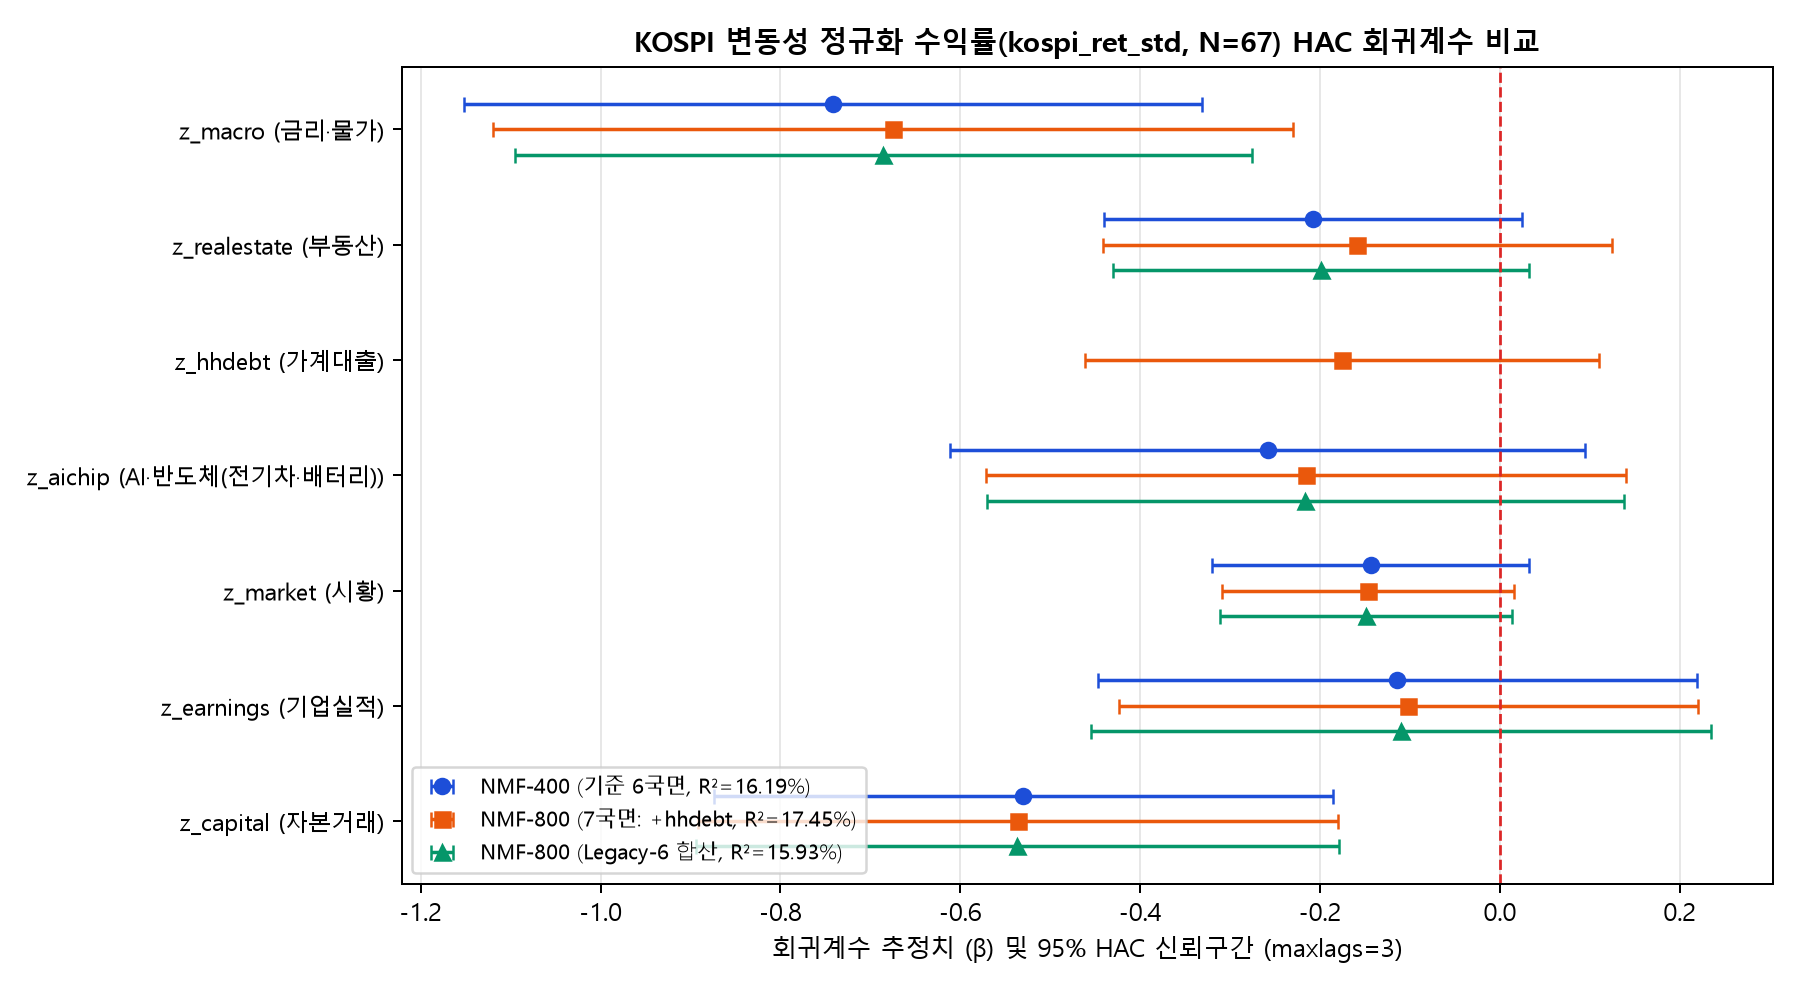 KOSPI 변동성 정규화 수익률(kospi_ret_std, N=67) HAC 회귀계수 비교
z_macro (금리·물가)
z_realestate (부동산)
z_hhdebt (가계대출)
z_aichip (AI·반도체(전기차·배터리))
z_market (시황)
z_earnings (기업실적)
z_capital (자본거래)
NMF-400 (기준 6국면, R²=16.19%)
NMF-800 (7국면: +hhdebt, R²=17.45%)
NMF-800 (Legacy-6 합산, R²=15.93%)
-1.2 -1.0 -0.8 -0.6 -0.4 -0.2 0.0 0.2
회귀계수 추정치 (β) 및 95% HAC 신뢰구간 (maxlags=3)